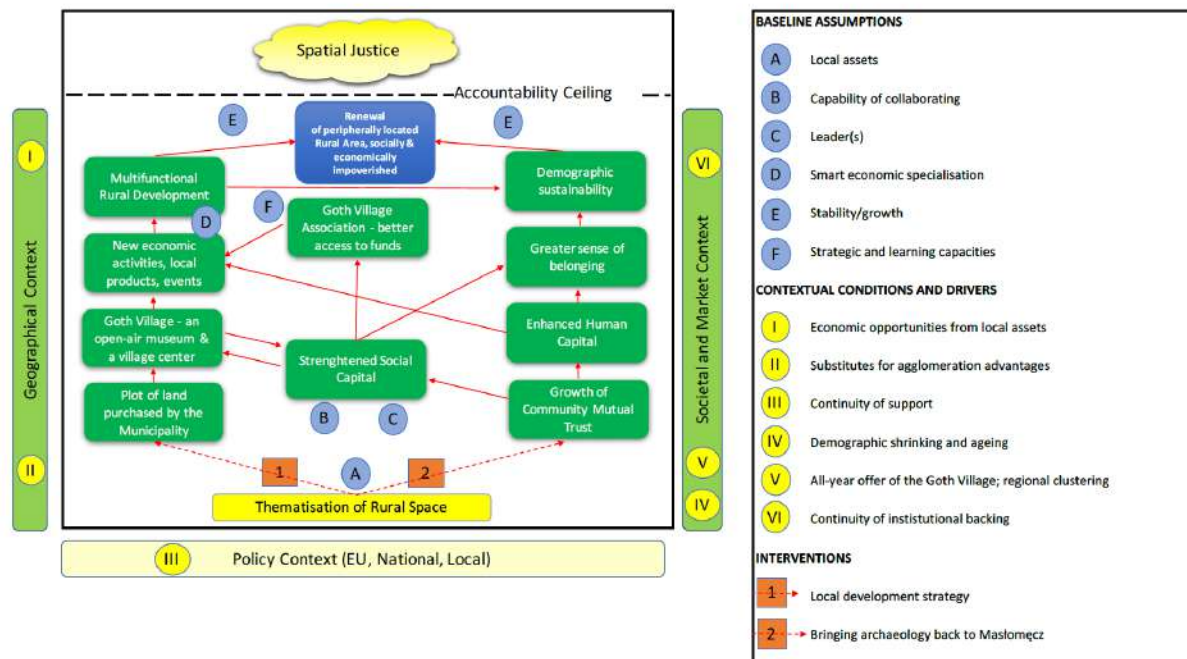 Spatial Justice
Accountability Ceiling
E
Renewal
of peripherally located
Rural Area, socially &
economically
impoverished
E
I
Geographical Context
II
Multifunctional
Rural Development
D
F
Goth Village
Association - better
access to funds
Demographic
sustainability
New economic
activities, local
products, events
Greater sense of
belonging
Goth Village - an
open-air museum &
a village center
Strenghtened Social
Capital
Enhanced Human
Capital
Plot of land
purchased by the
Municipality
B
C
Growth of
Community Mutual
Trust
1
A
2
Thematisation of Rural Space
VI
Societal and Market Context
V
IV
III
Policy Context (EU, National, Local)
BASELINE ASSUMPTIONS
A Local assets
B Capability of collaborating
C Leader(s)
D Smart economic specialisation
E Stability/growth
F Strategic and learning capacities
CONTEXTUAL CONDITIONS AND DRIVERS
I Economic opportunities from local assets
II Substitutes for agglomeration advantages
III Continuity of support
IV Demographic shrinking and ageing
V All-year offer of the Goth Village; regional clustering
VI Continuity of instistutional backing
INTERVENTIONS
1 Local development strategy
2 Bringing archaeology back to Masłomęcz